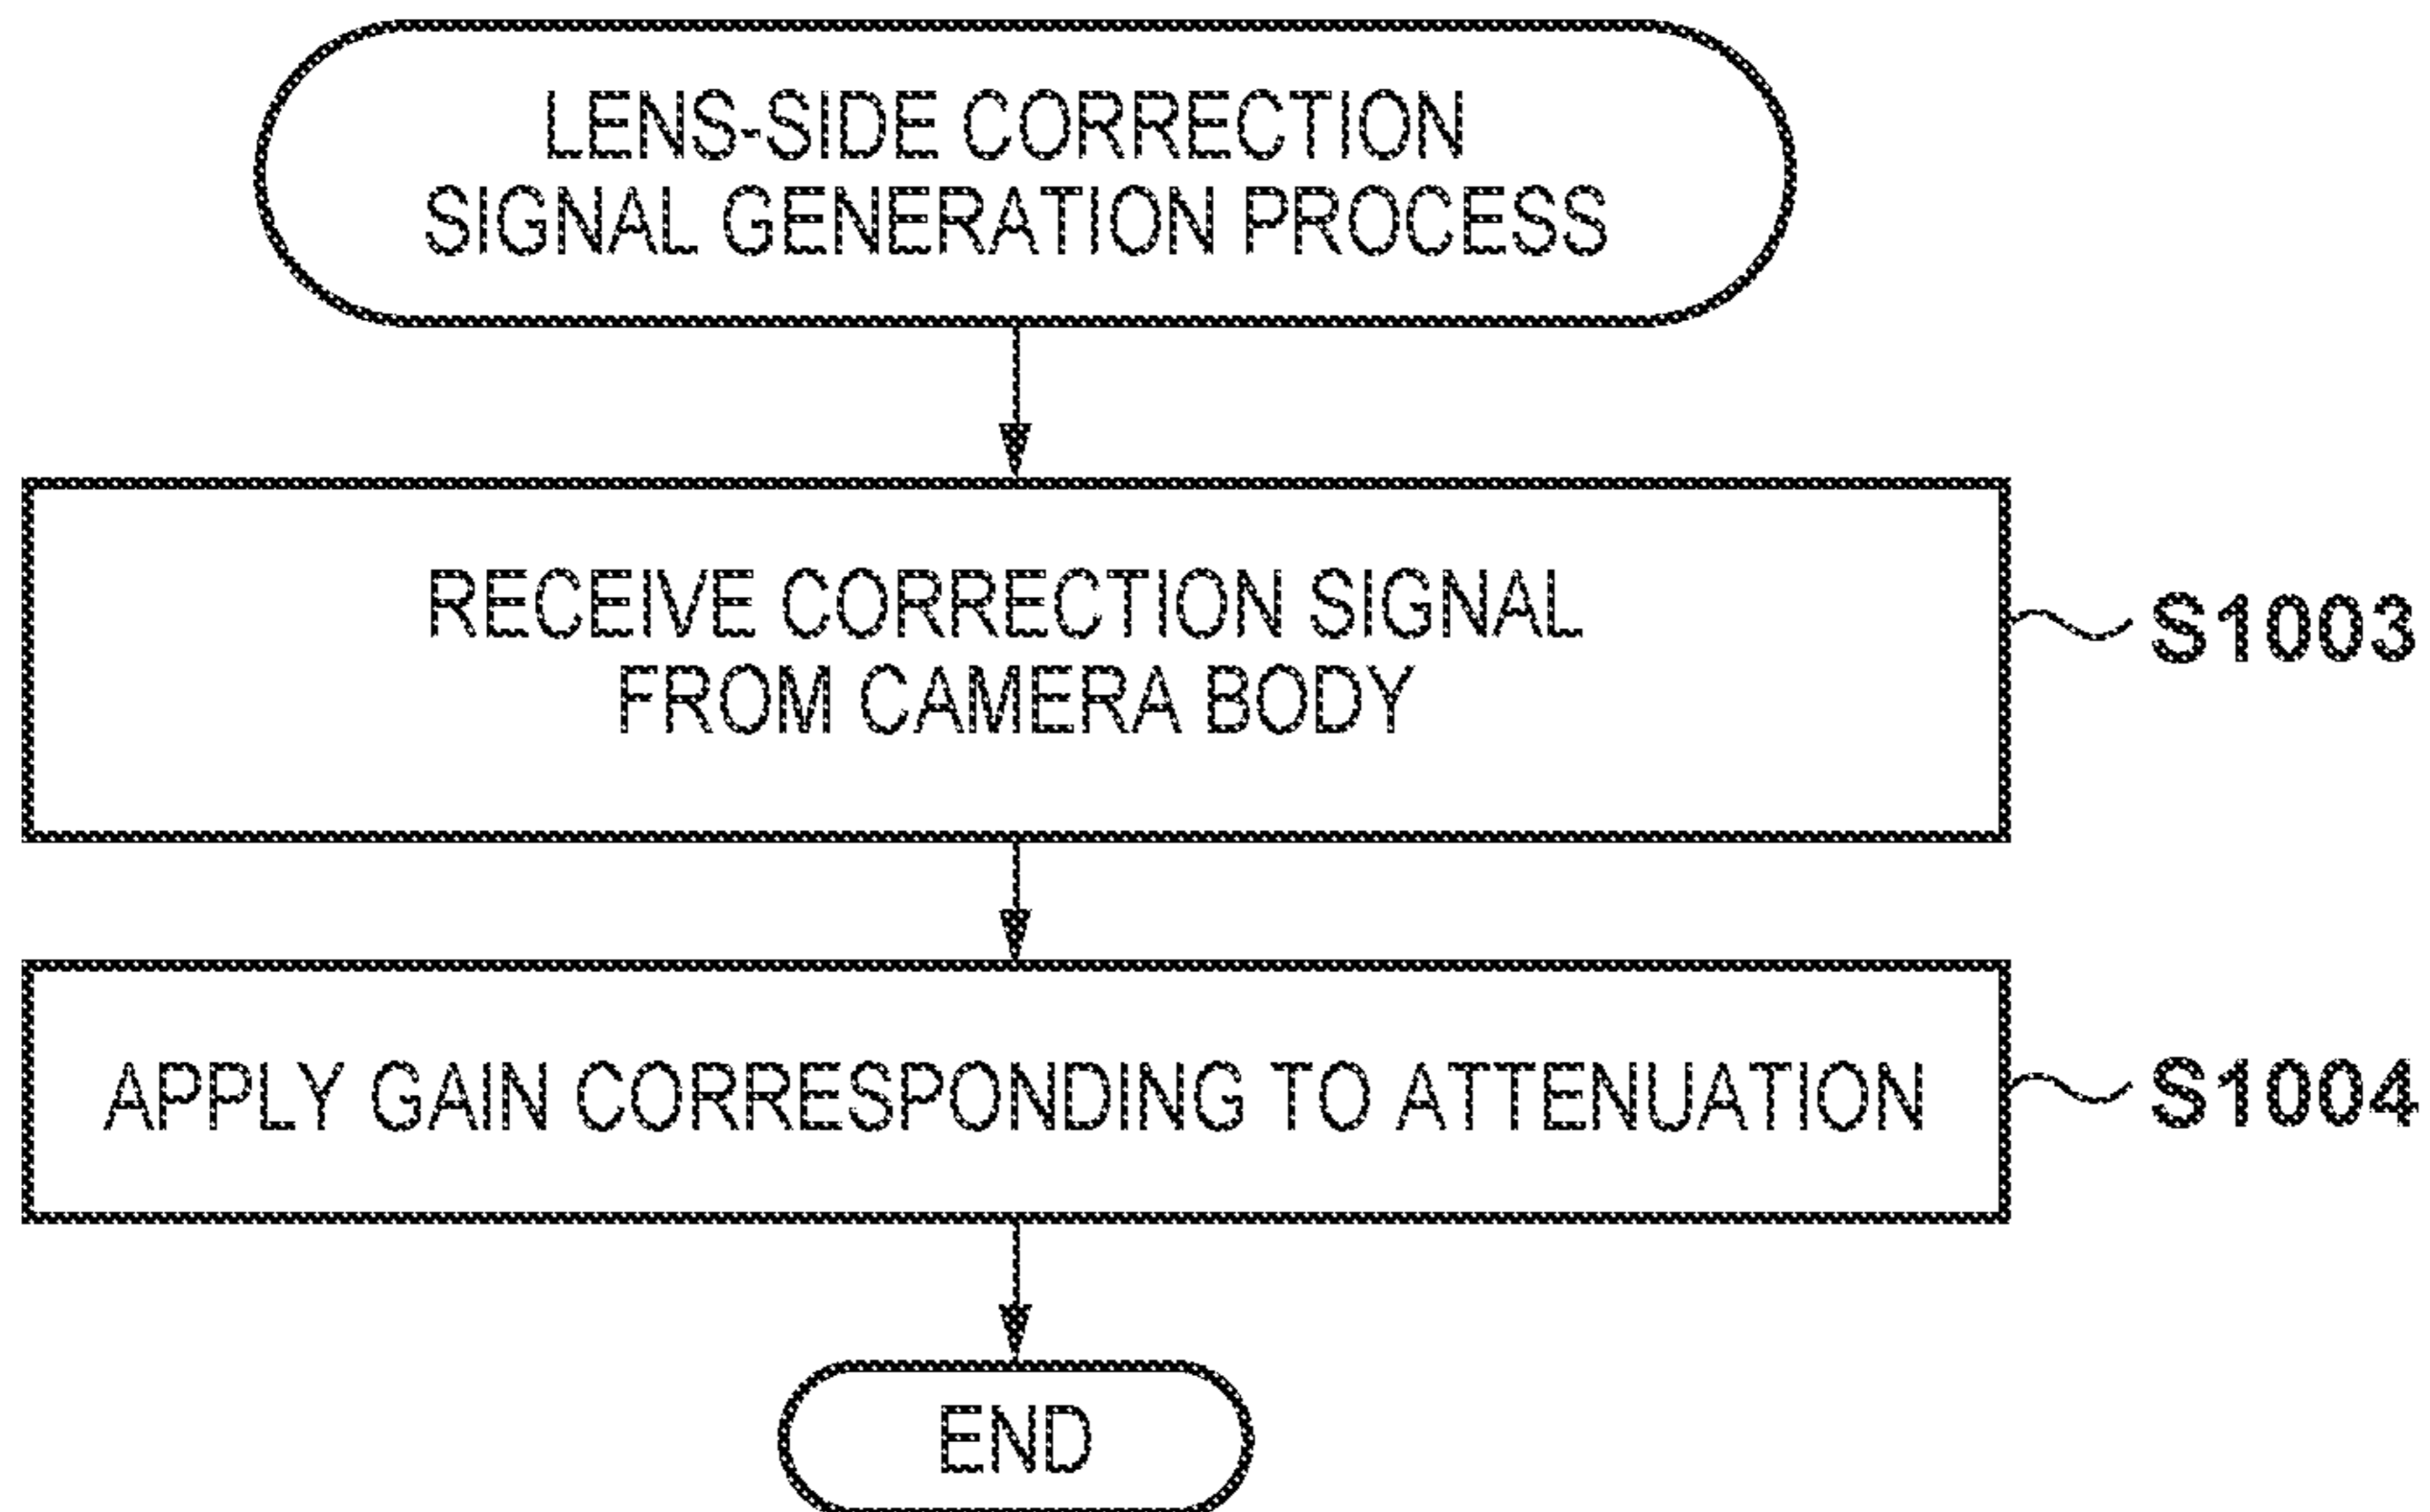 LENS-SIDE CORRECTION
SIGNAL GENERATION PROCESS
RECEIVE CORRECTION SIGNAL
FROM CAMERA BODY
S1003
APPLY GAIN CORRESPONDING TO ATTENUATION
S1004
END